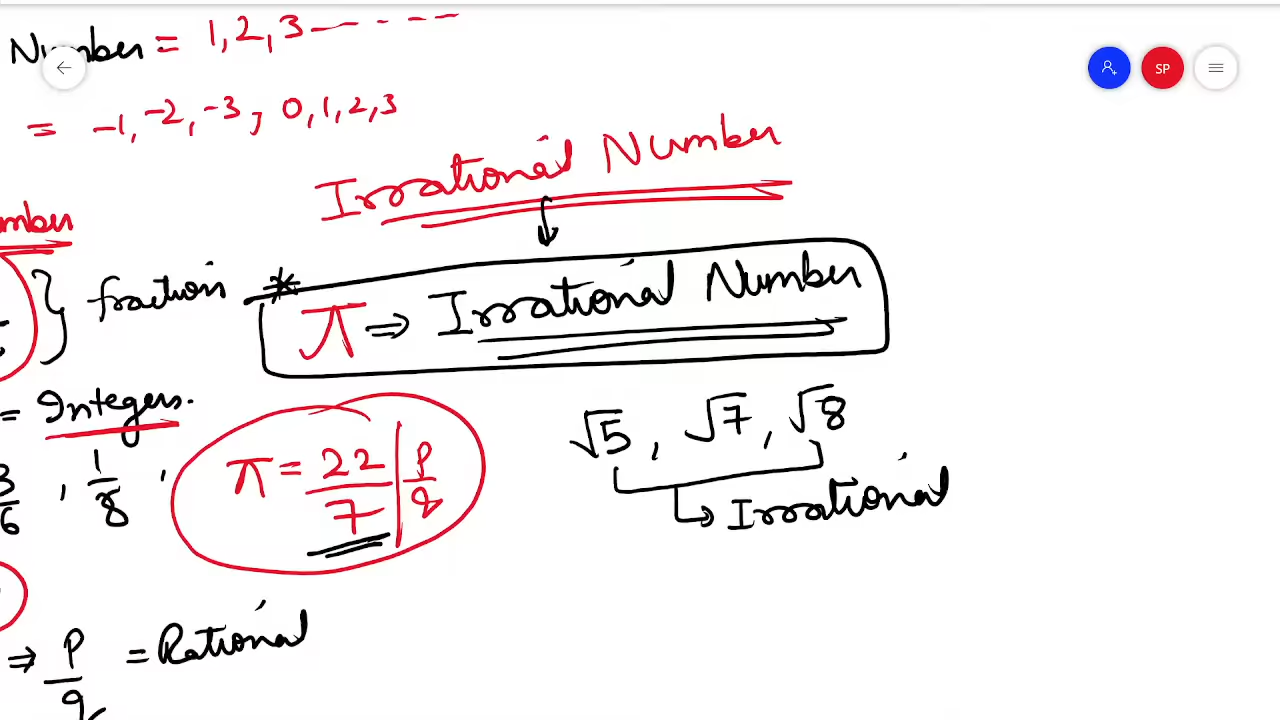 Number = 1, 2, 3 — - - - -
= -1, -2, -3, 0, 1, 2, 3
SP
Irrational Number
mber
} fraction *
π ⇒ Irrational Number
= Integers.
√5, √7, √8
3/6, 1/8,
π = 22/7 | P/q
↳ Irrational
⇒ P/q = Rational